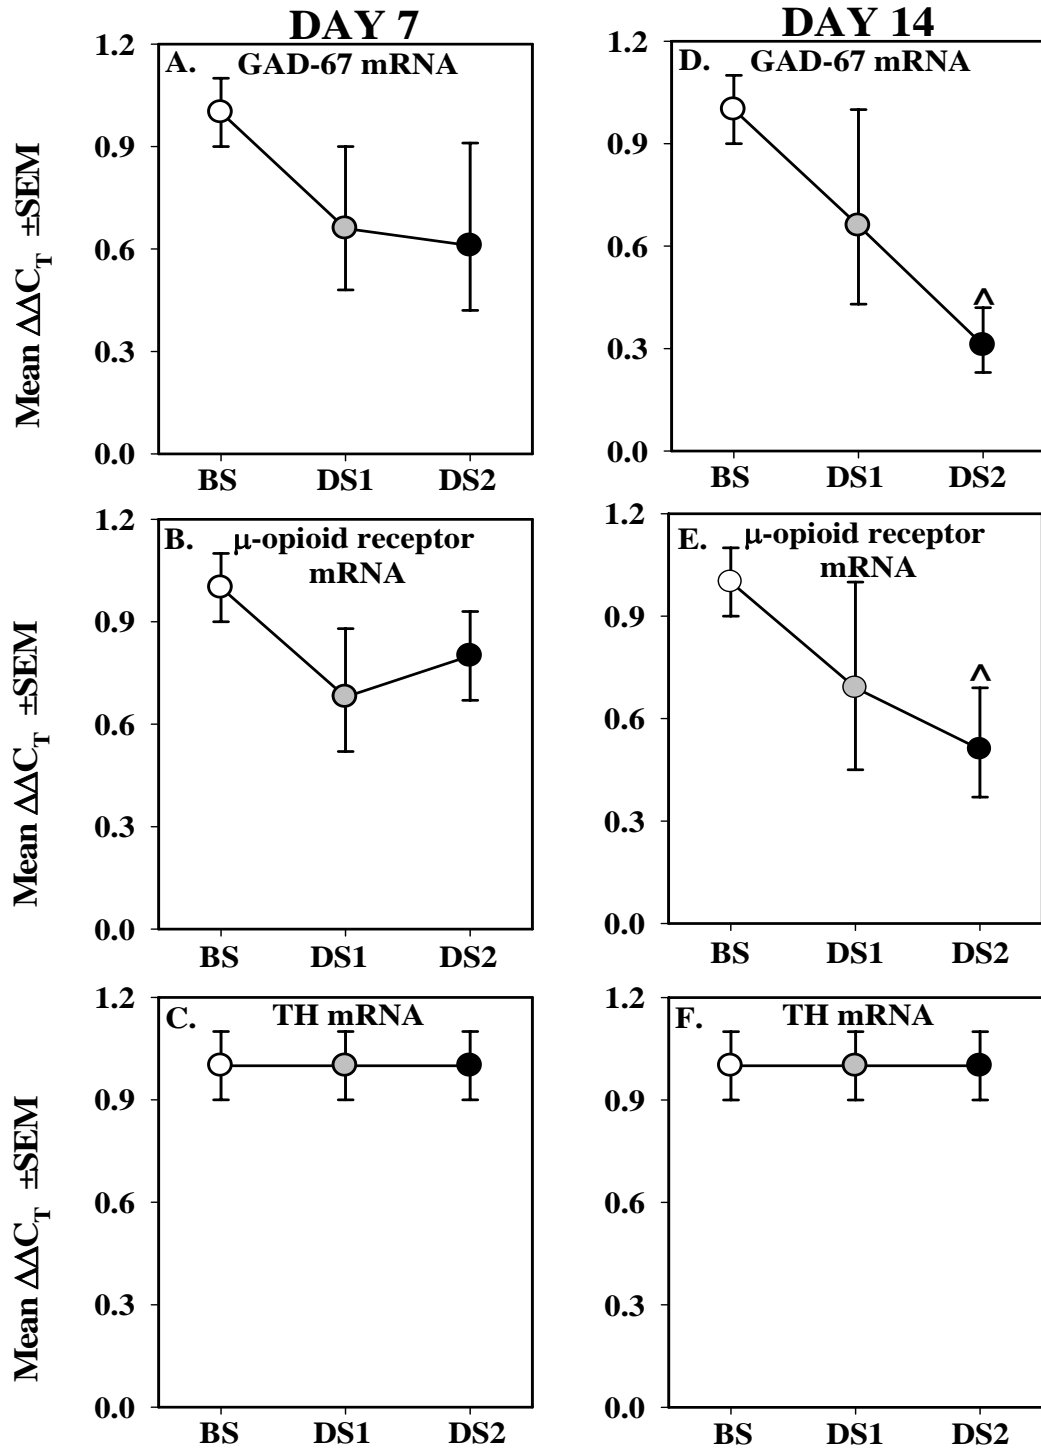 DAY 7
A. GAD-67 mRNA
Mean ΔΔC_T ±SEM
1.2
0.9
0.6
0.3
0.0
BS DS1 DS2
DAY 14
D. GAD-67 mRNA
1.2
0.9
0.6
0.3
0.0
^
BS DS1 DS2
B. μ-opioid receptor
mRNA
Mean ΔΔC_T ±SEM
1.2
0.9
0.6
0.3
0.0
BS DS1 DS2
E. μ-opioid receptor
mRNA
1.2
0.9
0.6
0.3
0.0
^
BS DS1 DS2
C. TH mRNA
Mean ΔΔC_T ±SEM
1.2
0.9
0.6
0.3
0.0
BS DS1 DS2
F. TH mRNA
1.2
0.9
0.6
0.3
0.0
BS DS1 DS2